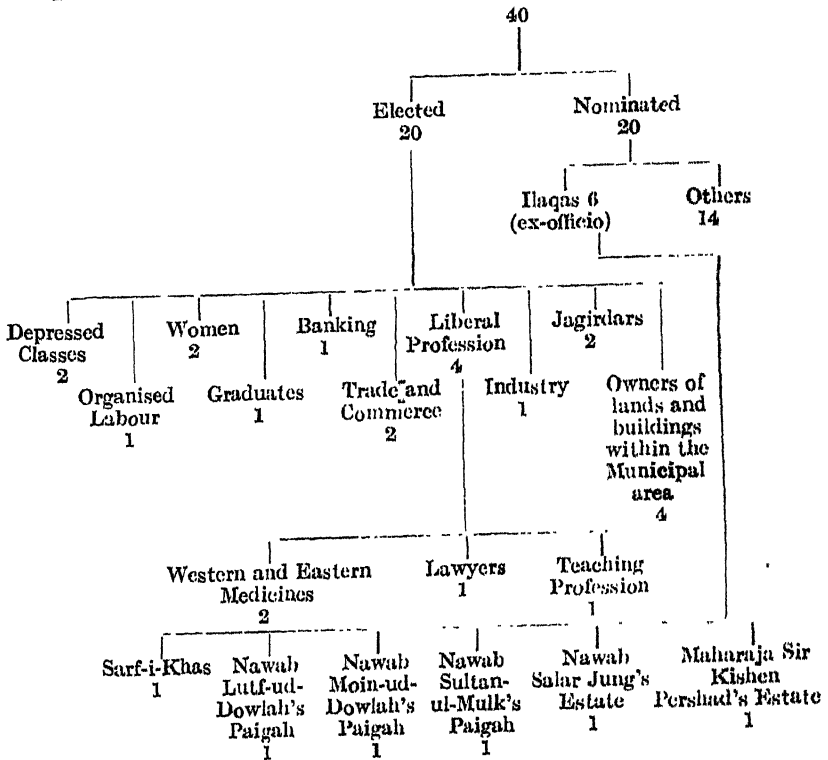 40
Elected
20
Nominated
20
Ilaqas 6
(ex-officio)
Others
14
Depressed
Classes
2
Organised
Labour
1
Women
2
Graduates
1
Banking
1
Trade and
Commerce
2
Liberal
Profession
4
Industry
1
Jagirdars
2
Owners of
lands and
buildings
within the
Municipal
area
4
Western and Eastern
Medicines
2
Lawyers
1
Teaching
Profession
1
Sarf-i-Khas
1
Nawab
Lutf-ud-
Dowlah's
Paigah
1
Nawab
Moin-ud-
Dowlah's
Paigah
1
Nawab
Sultan-
ul-Mulk's
Paigah
1
Nawab
Salar Jung's
Estate
1
Maharaja Sir
Kishen
Pershad's Estate
1